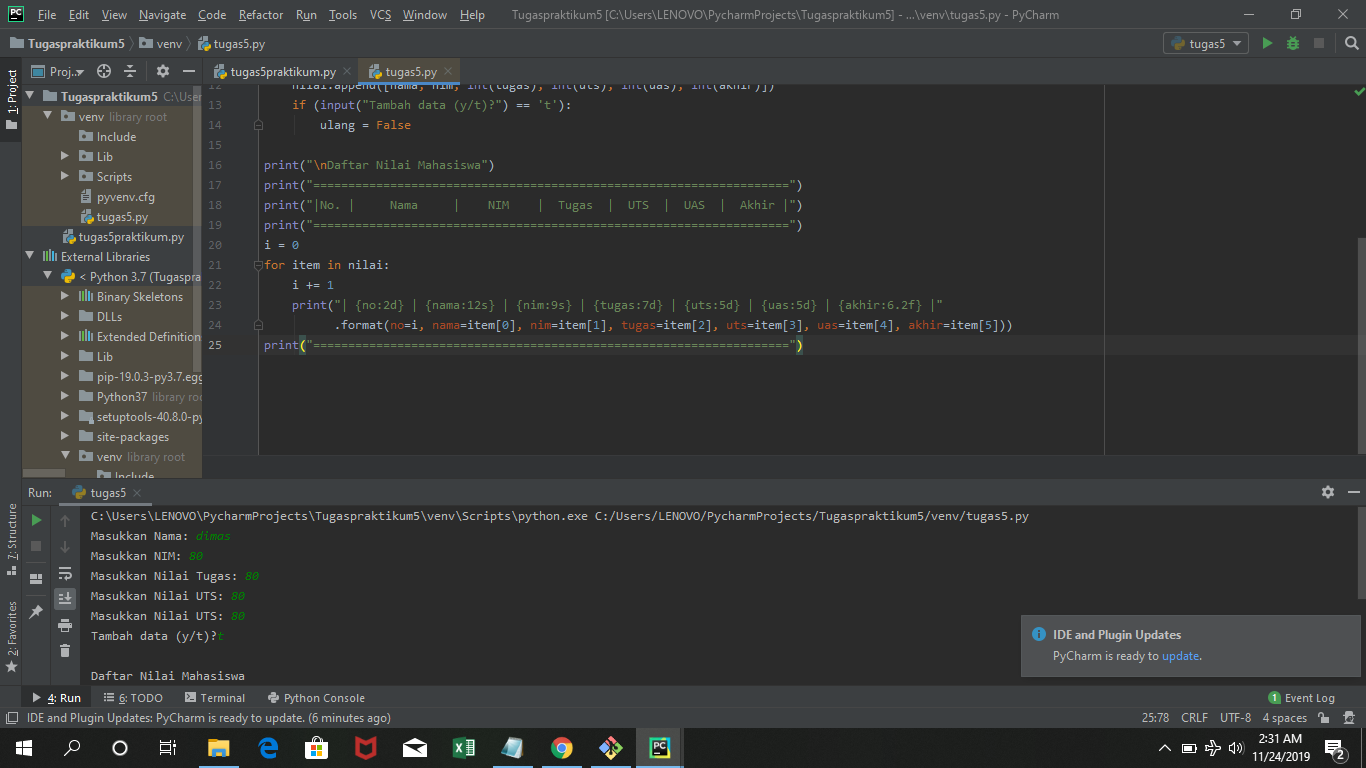 File Edit View Navigate Code Refactor Run Tools VCS Window Help Tugaspraktikum5 [C:\Users\LENOVO\PycharmProjects\Tugaspraktikum5] - ...\venv\tugas5.py - PyCharm
Tugaspraktikum5 venv tugas5.py tugas5
1: Project
Proj..
tugas5praktikum.py tugas5.py
Tugaspraktikum5 C:\User
venv library root
Include
Lib
Scripts
pyvenv.cfg
tugas5.py
tugas5praktikum.py
External Libraries
< Python 3.7 (Tugaspra
Binary Skeletons
DLLs
Extended Definition
Lib
pip-19.0.3-py3.7.egg
Python37 library roo
setuptools-40.8.0-py
site-packages
venv library root
Include
12 nilai.append([nama, nim, int(tugas), int(uts), int(uas), int(akhir)])
13 if (input("Tambah data (y/t)?") == 't'):
14 ulang = False
15
16 print("\nDaftar Nilai Mahasiswa")
17 print("====================================================================")
18 print("|No. |     Nama     |    NIM    |  Tugas  |  UTS  |  UAS  |  Akhir |")
19 print("====================================================================")
20 i = 0
21 for item in nilai:
22 i += 1
23 print("| {no:2d} | {nama:12s} | {nim:9s} | {tugas:7d} | {uts:5d} | {uas:5d} | {akhir:6.2f} |"
24 .format(no=i, nama=item[0], nim=item[1], tugas=item[2], uts=item[3], uas=item[4], akhir=item[5]))
25 print("====================================================================")
Run: tugas5
7: Structure
2: Favorites
C:\Users\LENOVO\PycharmProjects\Tugaspraktikum5\venv\Scripts\python.exe C:/Users/LENOVO/PycharmProjects/Tugaspraktikum5/venv/tugas5.py
Masukkan Nama: dimas
Masukkan NIM: 80
Masukkan Nilai Tugas: 80
Masukkan Nilai UTS: 80
Masukkan Nilai UTS: 80
Tambah data (y/t)?t
Daftar Nilai Mahasiswa
IDE and Plugin Updates
PyCharm is ready to update.
4: Run 6: TODO Terminal Python Console 1 Event Log
IDE and Plugin Updates: PyCharm is ready to update. (6 minutes ago) 25:78 CRLF UTF-8 4 spaces
2:31 AM
11/24/2019
2